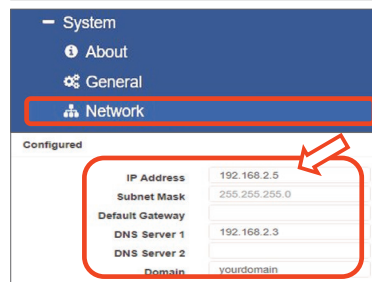 System
About
General
Network
Configured
IP Address 192.168.2.5
Subnet Mask 255.255.255.0
Default Gateway
DNS Server 1 192.168.2.3
DNS Server 2
Domain yourdomain